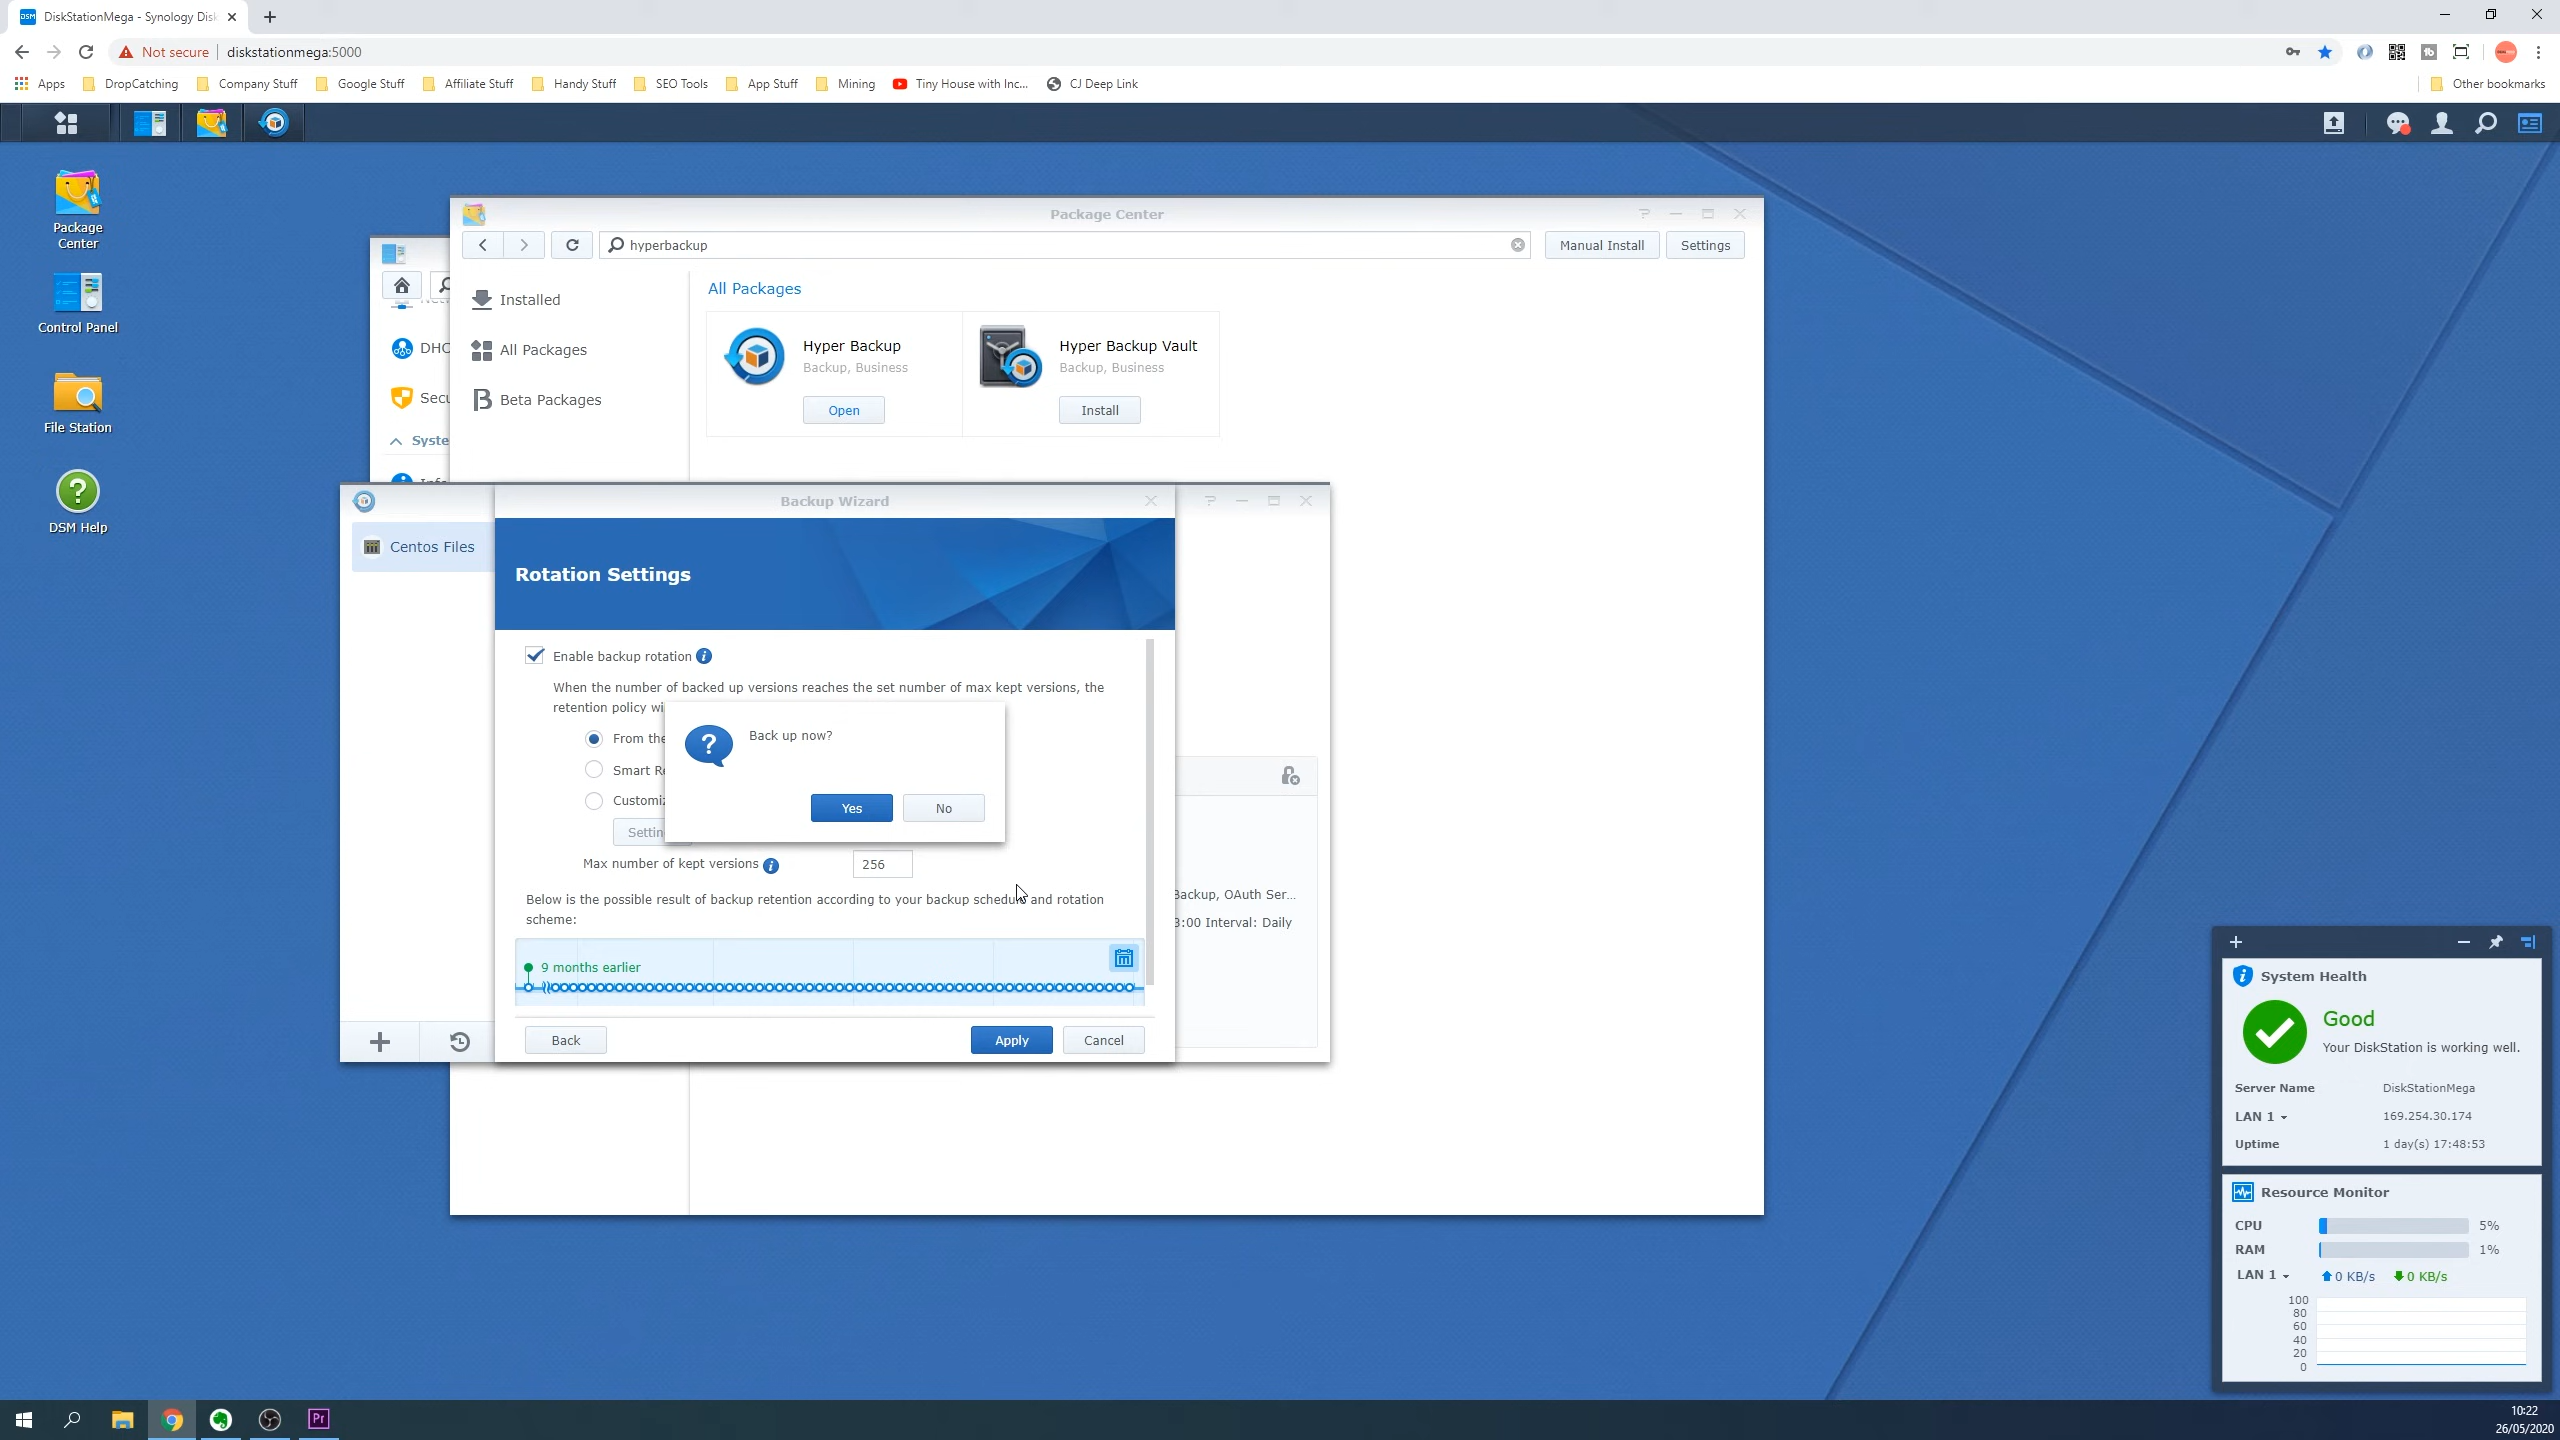 DiskStationMega - Synology Disk
Not secure
diskstationmega:5000
Apps
DropCatching
Company Stuff
Google Stuff
Affiliate Stuff
Handy Stuff
SEO Tools
App Stuff
Mining
Tiny House with Inc...
CJ Deep Link
Other bookmarks
Package
Center
Control Panel
File Station
DSM Help
Package Center
hyperbackup
Manual Install
Settings
Installed
All Packages
Beta Packages
All Packages
Hyper Backup
Backup, Business
Open
Hyper Backup Vault
Backup, Business
Install
DHC
Secu
Syste
Centos Files
Backup Wizard
Rotation Settings
Enable backup rotation
When the number of backed up versions reaches the set number of max kept versions, the
retention policy wi
From the
Smart Re
Customiz
Settin
Back up now?
Yes
No
Max number of kept versions
256
Below is the possible result of backup retention according to your backup schedule and rotation
scheme:
9 months earlier
Back
Apply
Cancel
Backup, OAuth Ser...
3:00 Interval: Daily
System Health
Good
Your DiskStation is working well.
Server Name
DiskStationMega
LAN 1
169.254.30.174
Uptime
1 day(s) 17:48:53
Resource Monitor
CPU
5%
RAM
1%
LAN 1
0 KB/s
0 KB/s
100
80
60
40
20
0
Pr
10:22
26/05/2020